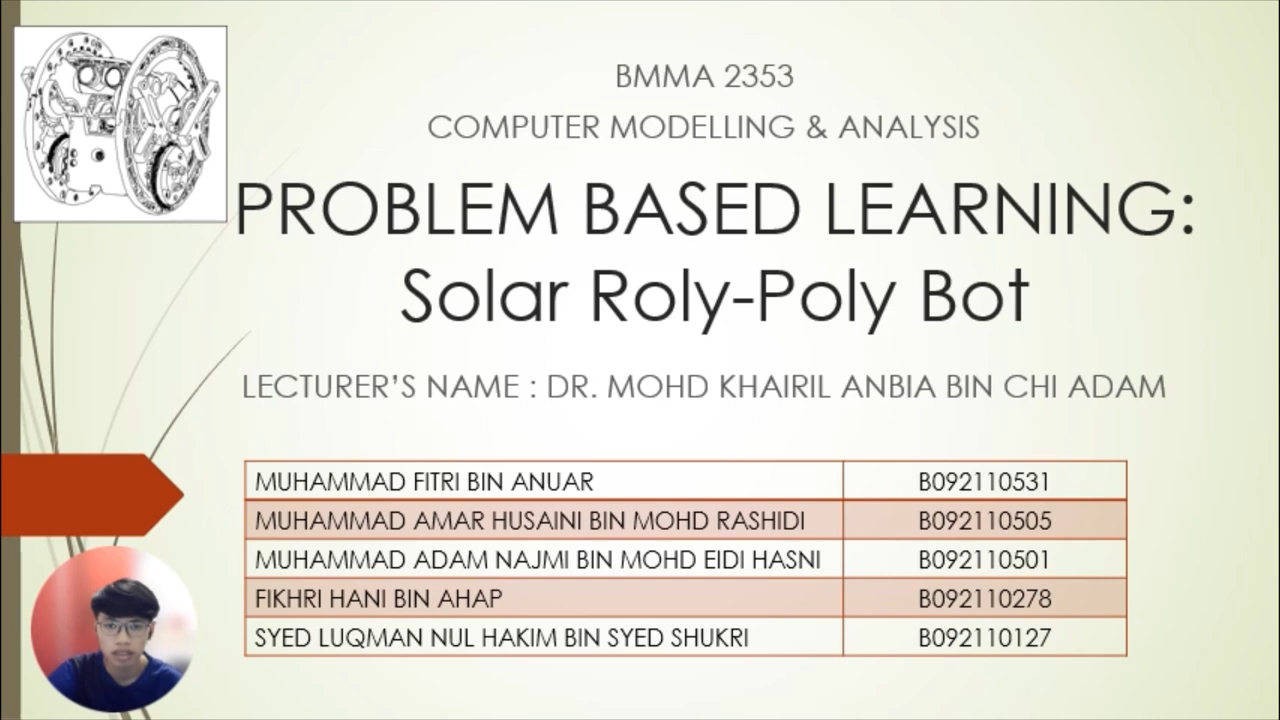 BMMA 2353
COMPUTER MODELLING & ANALYSIS
PROBLEM BASED LEARNING:
Solar Roly-Poly Bot
LECTURER’S NAME : DR. MOHD KHAIRIL ANBIA BIN CHI ADAM
MUHAMMAD FITRI BIN ANUAR B092110531
MUHAMMAD AMAR HUSAINI BIN MOHD RASHIDI B092110505
MUHAMMAD ADAM NAJMI BIN MOHD EIDI HASNI B092110501
FIKHRI HANI BIN AHAP B092110278
SYED LUQMAN NUL HAKIM BIN SYED SHUKRI B092110127